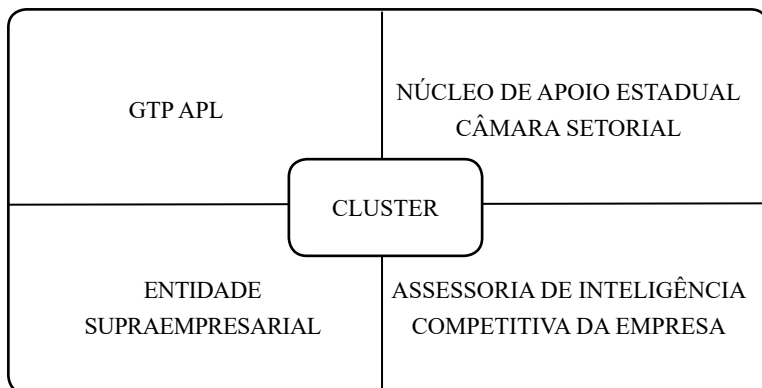 GTP APL
NÚCLEO DE APOIO ESTADUAL
CÂMARA SETORIAL
CLUSTER
ENTIDADE
SUPRAEMPRESARIAL
ASSESSORIA DE INTELIGÊNCIA
COMPETITIVA DA EMPRESA